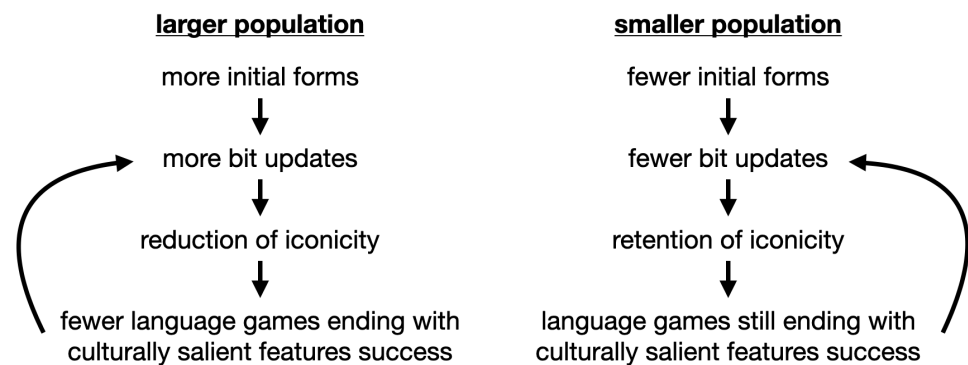 larger population
more initial forms
more bit updates
reduction of iconicity
fewer language games ending with
culturally salient features success
smaller population
fewer initial forms
fewer bit updates
retention of iconicity
language games still ending with
culturally salient features success